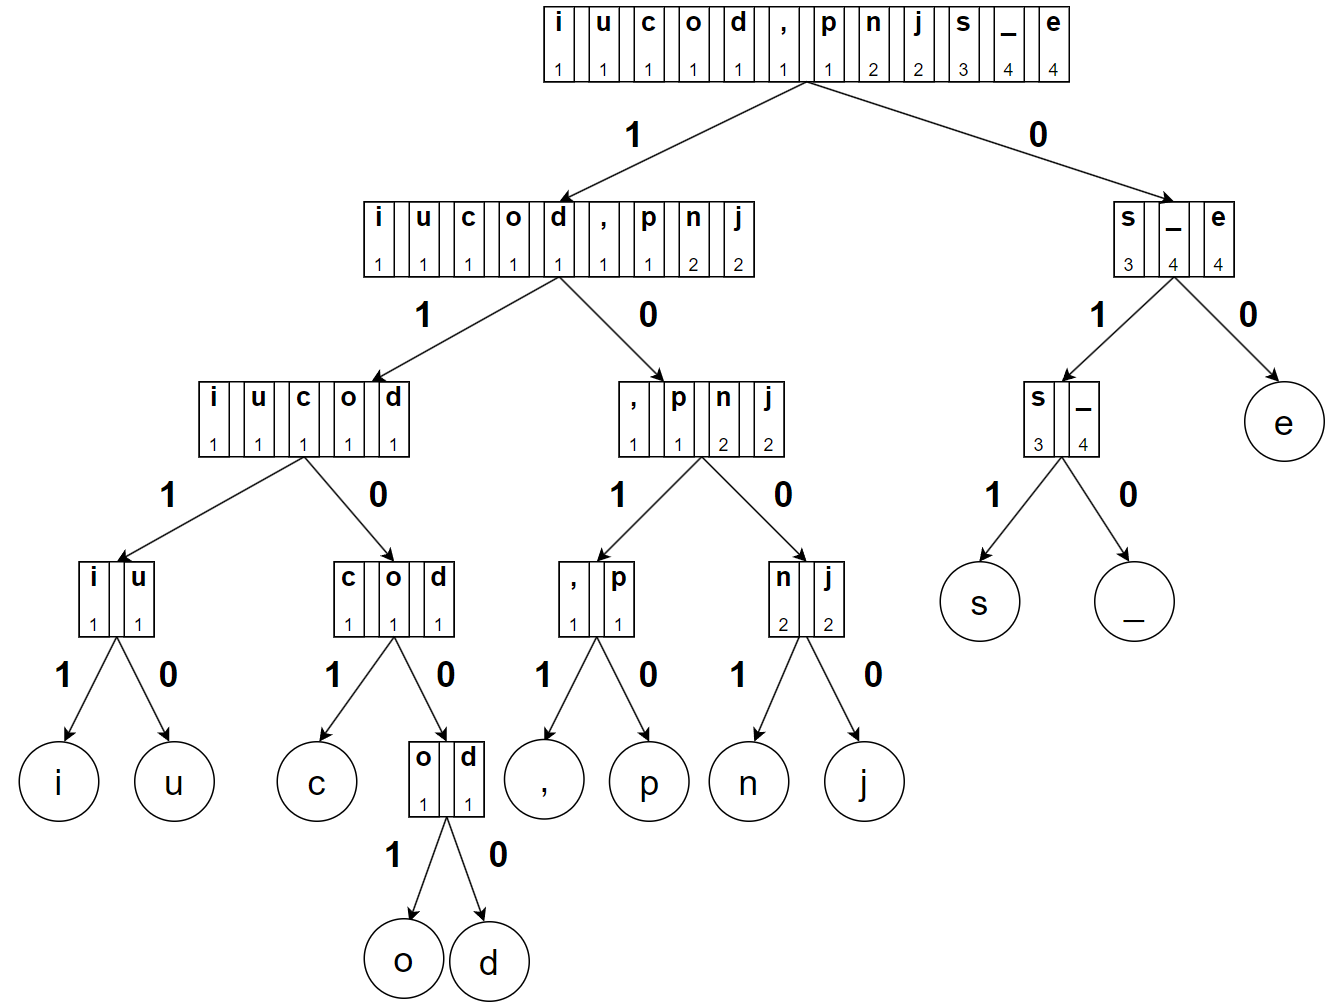 i u c o d , p n j s _ e
1 1 1 1 1 1 1 2 2 3 4 4
1 0
i u c o d , p n j
1 1 1 1 1 1 1 2 2
s _ e
3 4 4
1 0 1 0
i u c o d
1 1 1 1 1
, p n j
1 1 2 2
s _
3 4
e
1 0 1 0 1 0
i u
1 1
c o d
1 1 1
, p
1 1
n j
2 2
s
_
1 0 1 0 1 0 1 0
i
u
c
o d
1 1
,
p
n
j
1 0
o
d